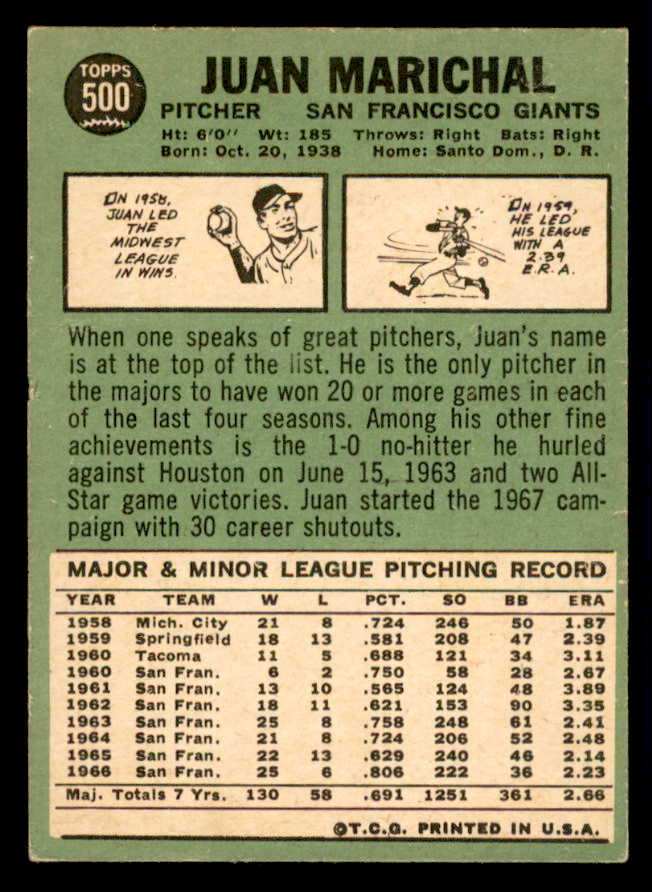 TOPPS
500
JUAN MARICHAL
PITCHER SAN FRANCISCO GIANTS
Ht: 6'0" Wt: 185 Throws: Right Bats: Right
Born: Oct. 20, 1938 Home: Santo Dom., D. R.
IN 1958,
JUAN LED
THE
MIDWEST
LEAGUE
IN WINS.
IN 1959,
HE LED
HIS LEAGUE
WITH A
2.39
E.R.A.
When one speaks of great pitchers, Juan's name
is at the top of the list. He is the only pitcher in
the majors to have won 20 or more games in each
of the last four seasons. Among his other fine
achievements is the 1-0 no-hitter he hurled
against Houston on June 15, 1963 and two All-
Star game victories. Juan started the 1967 cam-
paign with 30 career shutouts.
MAJOR & MINOR LEAGUE PITCHING RECORD
YEAR TEAM W L PCT. SO BB ERA
1958 Mich. City 21 8 .724 246 50 1.87
1959 Springfield 18 13 .581 208 47 2.39
1960 Tacoma 11 5 .688 121 34 3.11
1960 San Fran. 6 2 .750 58 28 2.67
1961 San Fran. 13 10 .565 124 48 3.89
1962 San Fran. 18 11 .621 153 90 3.35
1963 San Fran. 25 8 .758 248 61 2.41
1964 San Fran. 21 8 .724 206 52 2.48
1965 San Fran. 22 13 .629 240 46 2.14
1966 San Fran. 25 6 .806 222 36 2.23
Maj. Totals 7 Yrs. 130 58 .691 1251 361 2.66
©T.C.G. PRINTED IN U.S.A.